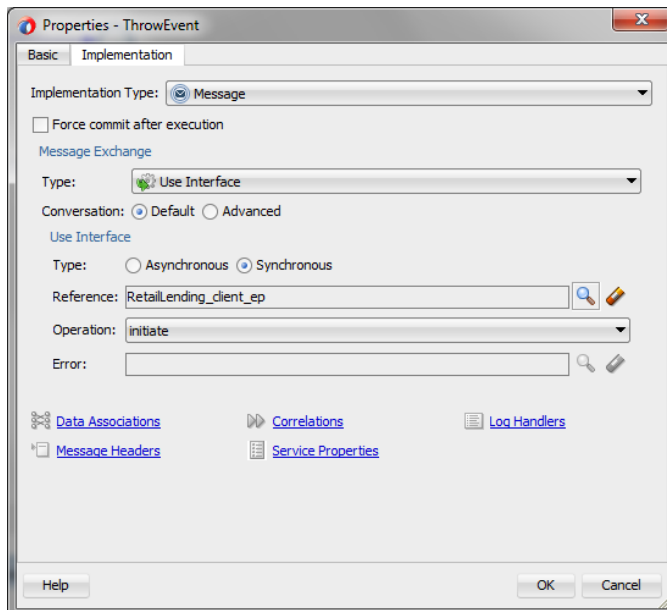 Properties - ThrowEvent
Basic Implementation
Implementation Type: Message
Force commit after execution
Message Exchange
Type: Use Interface
Conversation: Default Advanced
Use Interface
Type: Asynchronous Synchronous
Reference: RetailLending_client_ep
Operation: initiate
Error:
Data Associations Correlations Log Handlers
Message Headers Service Properties
Help OK Cancel